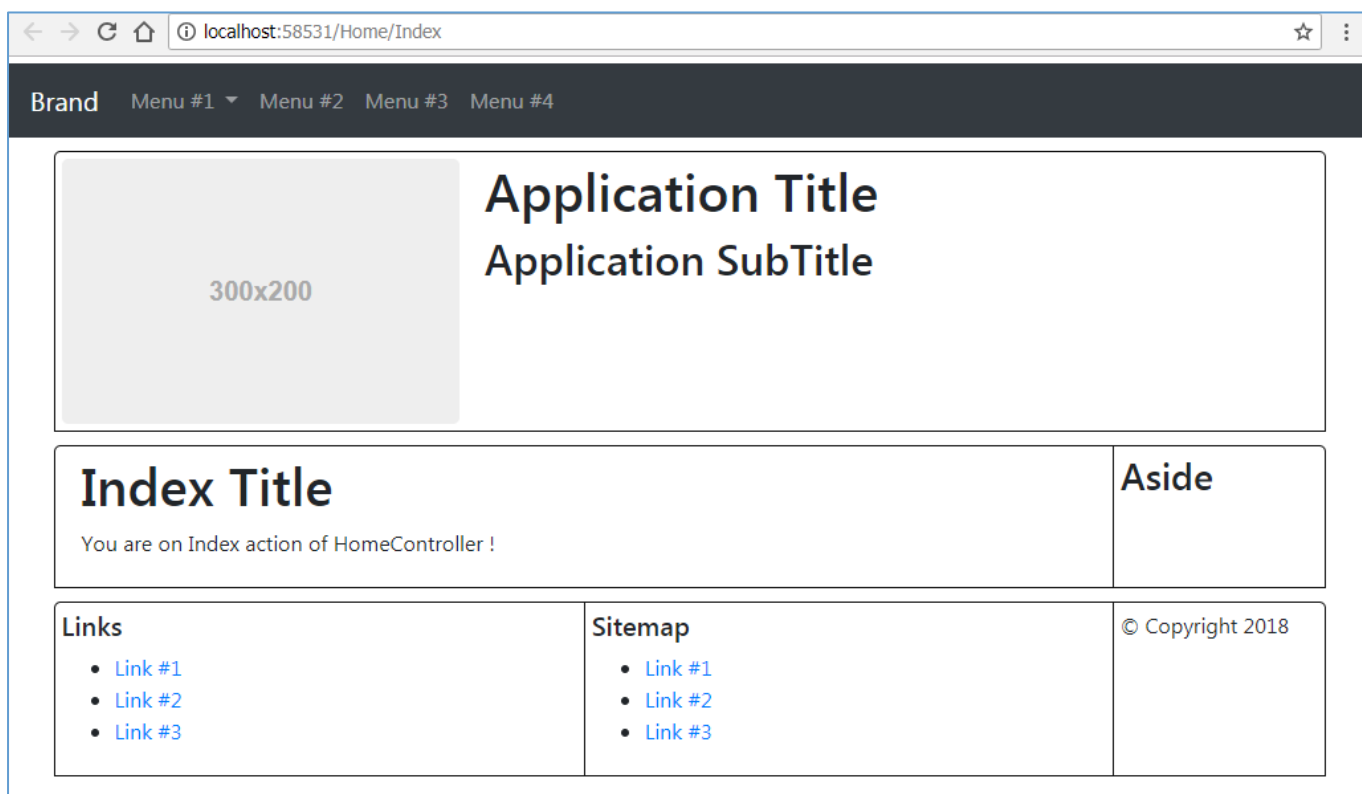 localhost:58531/Home/Index
Brand Menu #1 Menu #2 Menu #3 Menu #4
300x200
Application Title
Application SubTitle
Index Title
You are on Index action of HomeController !
Aside
Links
Link #1
Link #2
Link #3
Sitemap
Link #1
Link #2
Link #3
© Copyright 2018